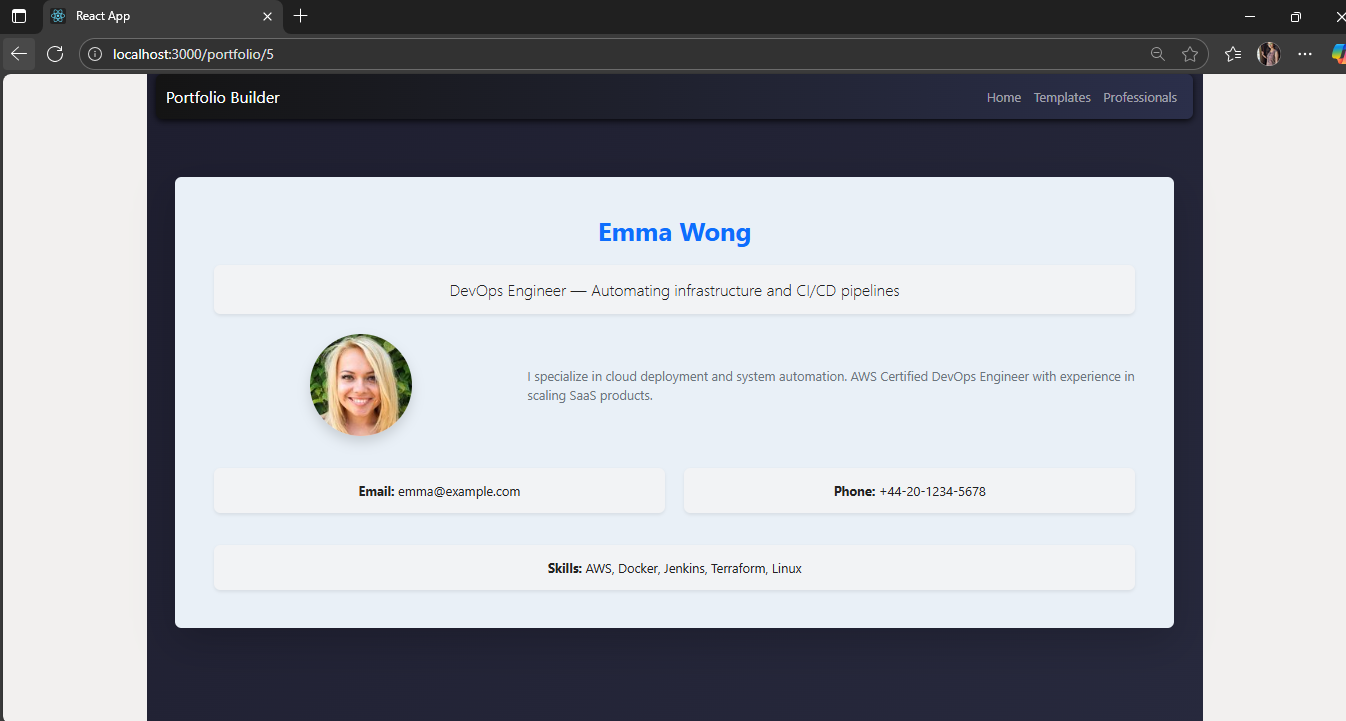 React App
localhost:3000/portfolio/5
Portfolio Builder
Home Templates Professionals
Emma Wong
DevOps Engineer — Automating infrastructure and CI/CD pipelines
I specialize in cloud deployment and system automation. AWS Certified DevOps Engineer with experience in
scaling SaaS products.
Email: emma@example.com
Phone: +44-20-1234-5678
Skills: AWS, Docker, Jenkins, Terraform, Linux